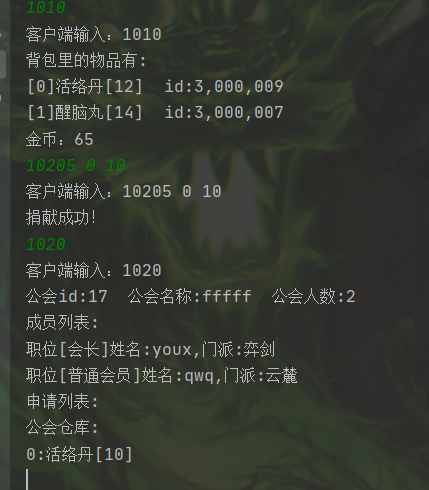 1010
客户端输入：1010
背包里的物品有:
[0]活络丹[12]  id:3,000,009
[1]醒脑丸[14]  id:3,000,007
金币：65
10205 0 10
客户端输入：10205 0 10
捐献成功!
1020
客户端输入：1020
公会id:17  公会名称:fffff  公会人数:2
成员列表:
职位[会长]姓名:youx,门派:弈剑
职位[普通会员]姓名:qwq,门派:云麓
申请列表:
公会仓库:
0:活络丹[10]